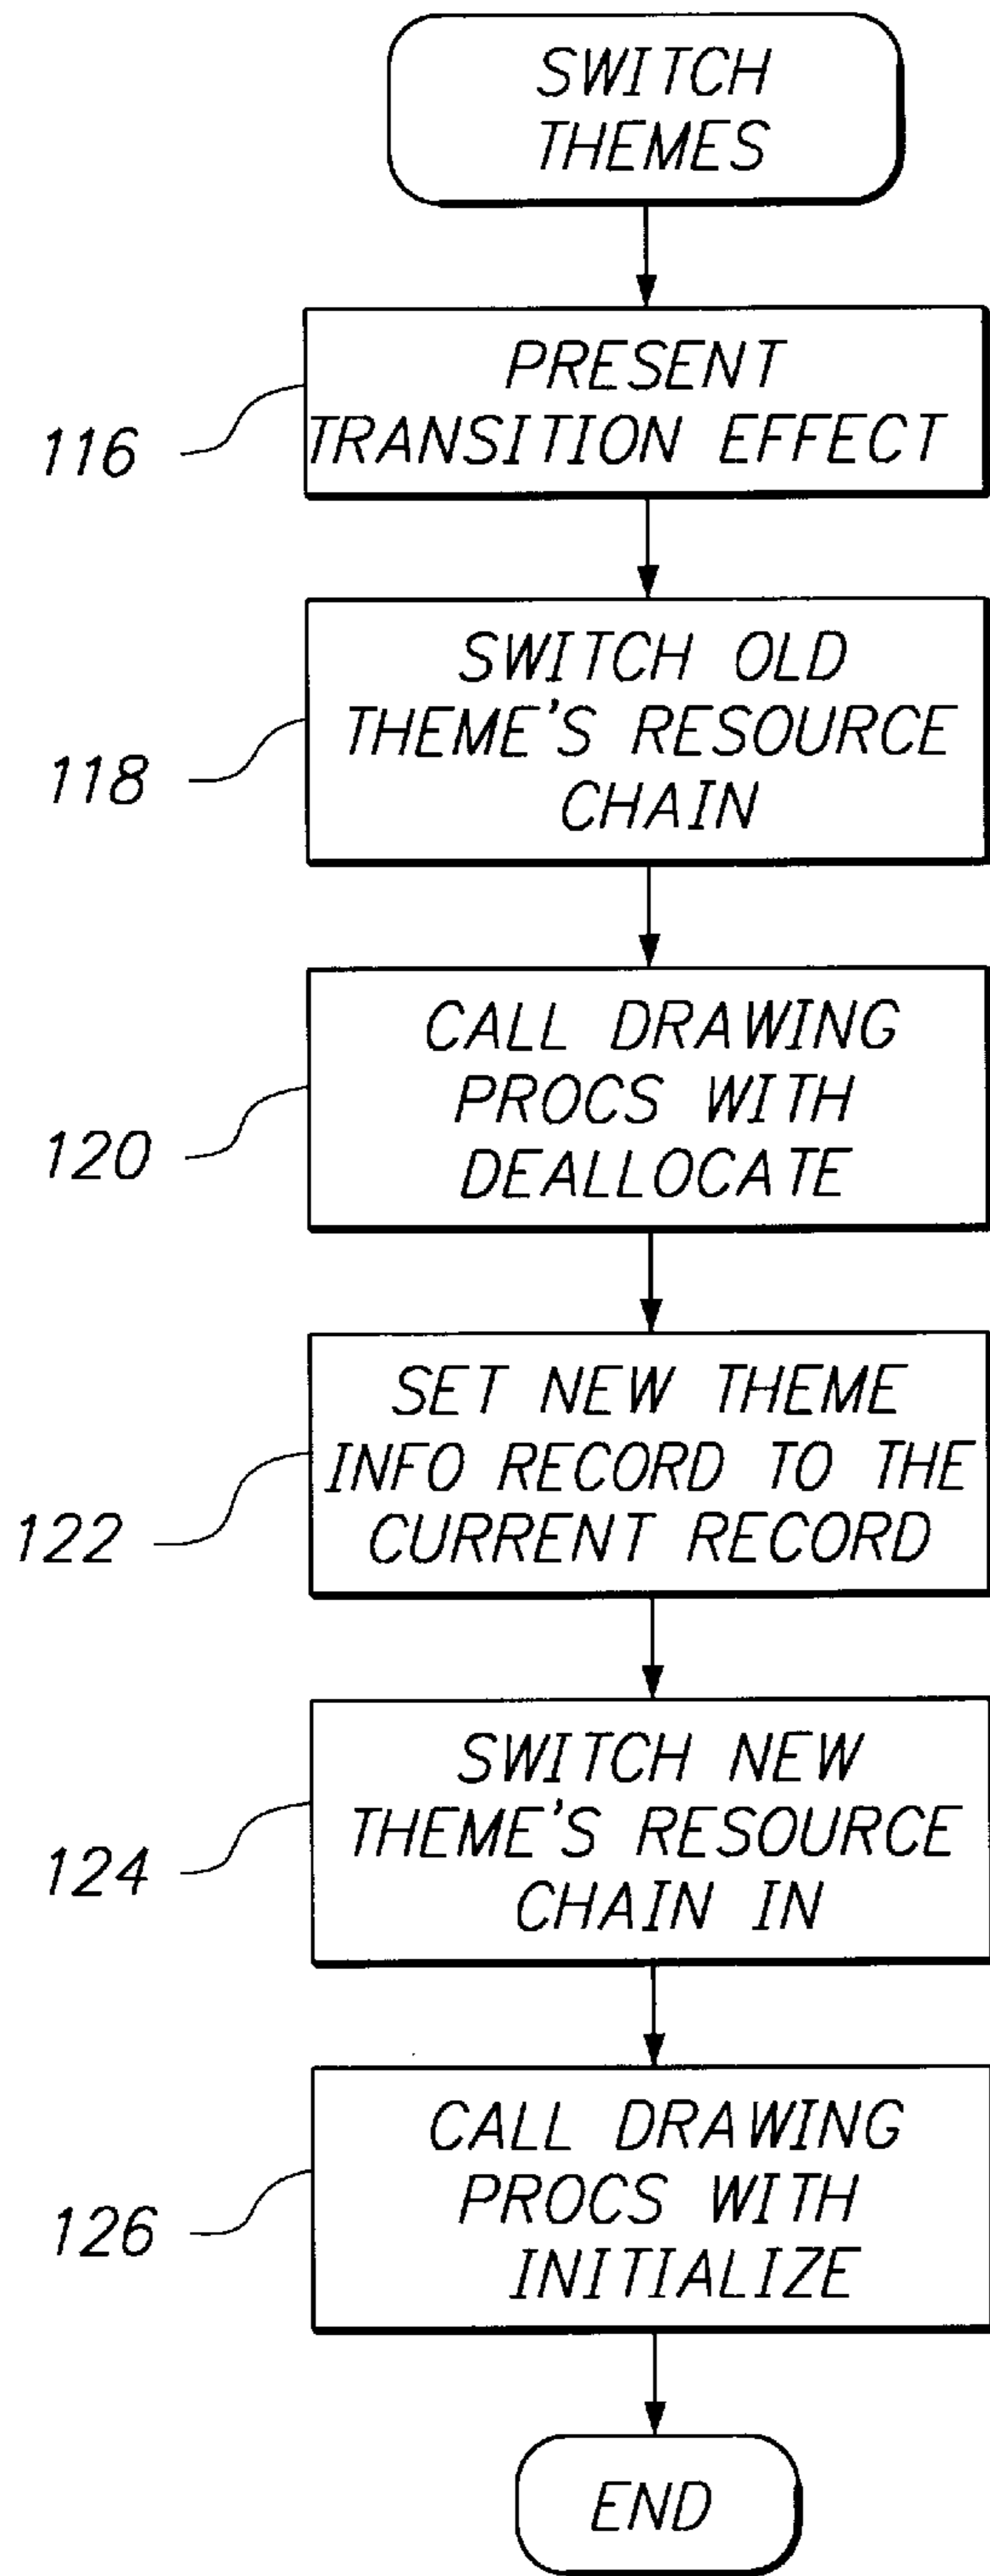 SWITCH
THEMES
PRESENT
TRANSITION EFFECT
116
SWITCH OLD
THEME'S RESOURCE
CHAIN
118
CALL DRAWING
PROCS WITH
DEALLOCATE
120
SET NEW THEME
INFO RECORD TO THE
CURRENT RECORD
122
SWITCH NEW
THEME'S RESOURCE
CHAIN IN
124
CALL DRAWING
PROCS WITH
INITIALIZE
126
END